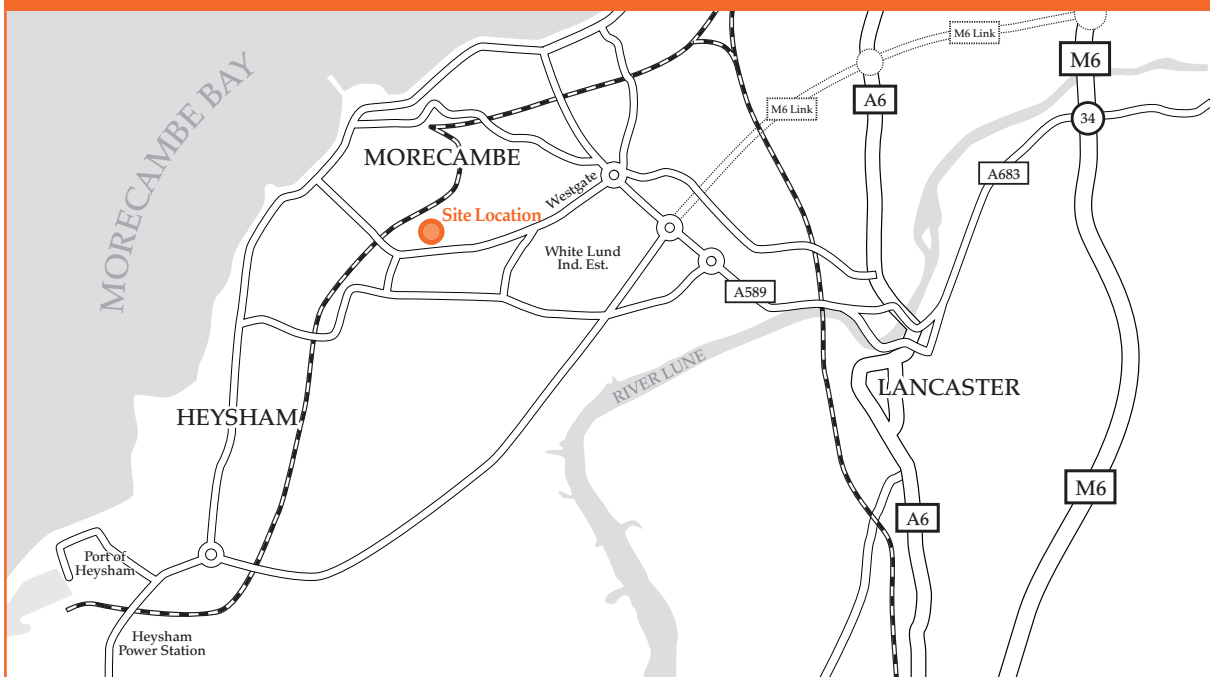 M6 Link
M6
MORECAMBE BAY
A6
M6 Link
34
MORECAMBE
A683
Westgate
Site Location
White Lund
Ind. Est.
A589
RIVER LUNE
LANCASTER
HEYSHAM
M6
A6
Port of
Heysham
Heysham
Power Station